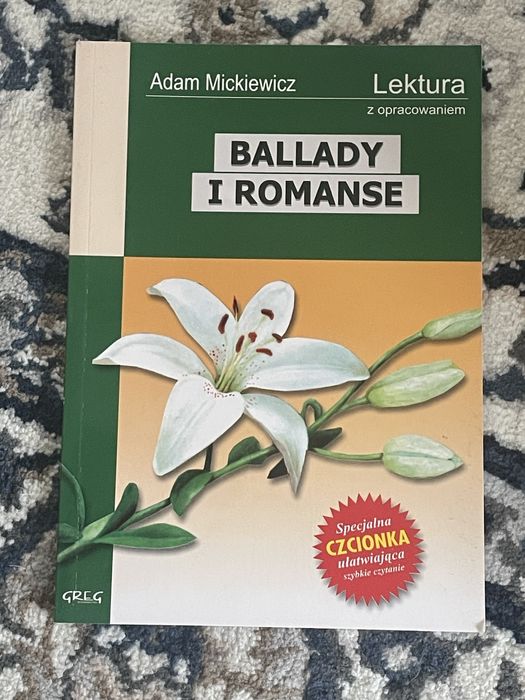 Adam Mickiewicz
Lektura
z opracowaniem
BALLADY
I ROMANSE
Specjalna
CZCIONKA
ułatwiająca
szybkie czytanie
GREG